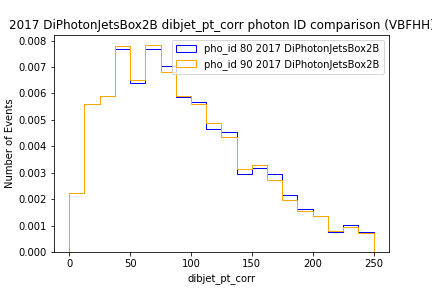 2017 DiPhotonJetsBox2B dibjet_pt_corr photon ID comparison (VBFHH)
pho_id 80 2017 DiPhotonJetsBox2B
pho_id 90 2017 DiPhotonJetsBox2B
Number of Events
0.008
0.007
0.006
0.005
0.004
0.003
0.002
0.001
0.000
0 50 100 150 200 250
dibjet_pt_corr